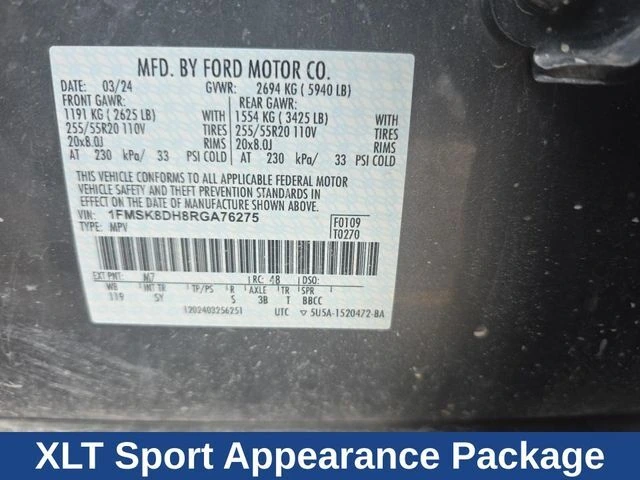 MFD. BY FORD MOTOR CO.
DATE: 03/24 GVWR: 2694 KG ( 5940 LB)
FRONT GAWR: REAR GAWR:
1191 KG ( 2625 LB) WITH 1554 KG ( 3425 LB) WITH
255/55R20 110V TIRES 255/55R20 110V TIRES
20x8.0J RIMS 20x8.0J RIMS
AT 230 kPa/ 33 PSI COLD AT 230 kPa/ 33 PSI COLD
THIS VEHICLE CONFORMS TO ALL APPLICABLE FEDERAL MOTOR
VEHICLE SAFETY AND THEFT PREVENTION STANDARDS IN
EFFECT ON THE DATE OF MANUFACTURE SHOWN ABOVE.
VIN: 1FMSK8DH8RGA76275 F0109
TYPE: MPV T0270
EXT PNT: M7 RC: 48 DSO:
WB INT TR TP/PS R AXLE TR SPR
119 5Y S 3B T BBCC
1202403256251 UTC ▽ 5U5A-1520472-BA
XLT Sport Appearance Package